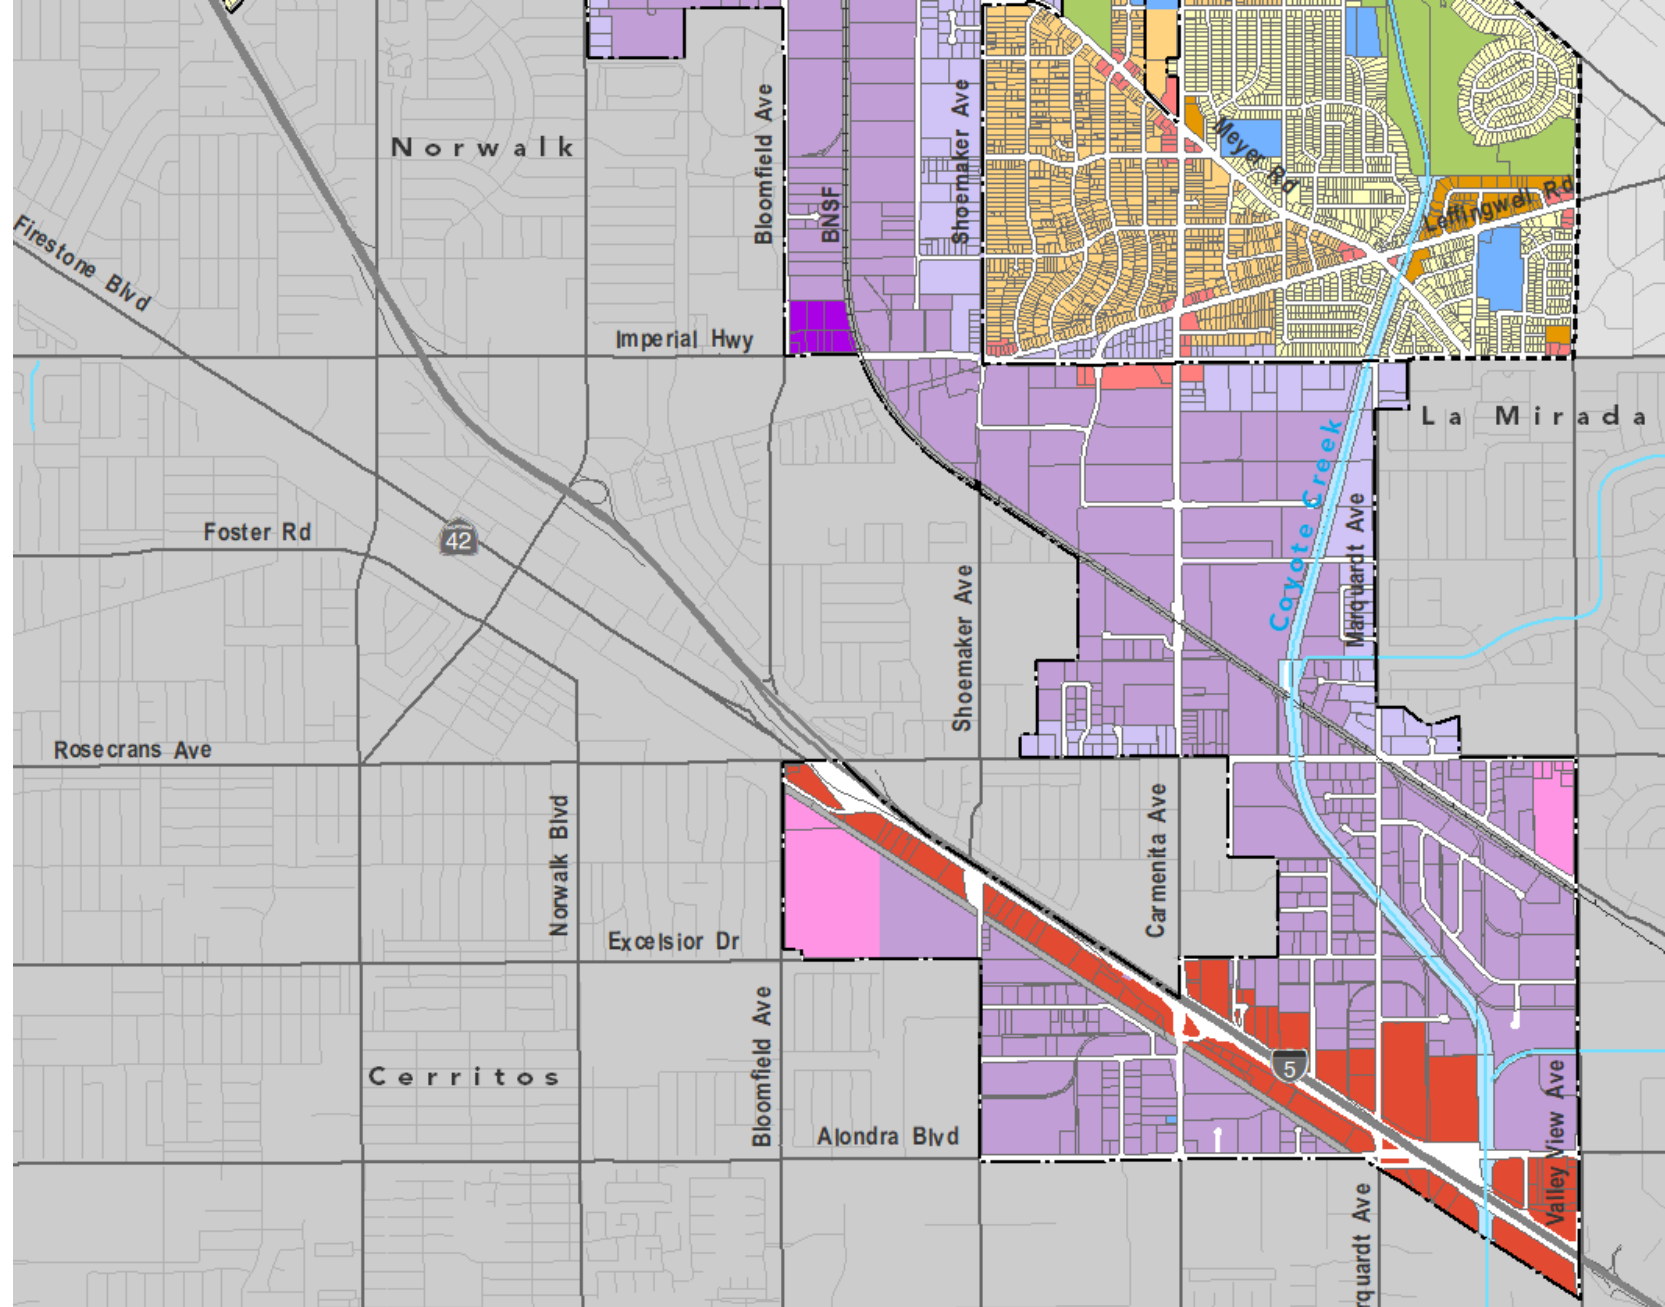 Norwalk
Bloomfield Ave
BNSF
Shoemaker Ave
Meyer Rd
Leffingwell Rd
Firestone Blvd
Imperial Hwy
La Mirada
Coyote Creek
Marquardt Ave
Foster Rd
42
Shoemaker Ave
Rosecrans Ave
Norwalk Blvd
Carmenita Ave
Excelsior Dr
Bloomfield Ave
5
Cerritos
Valley View Ave
Alondra Blvd
rquardt Ave